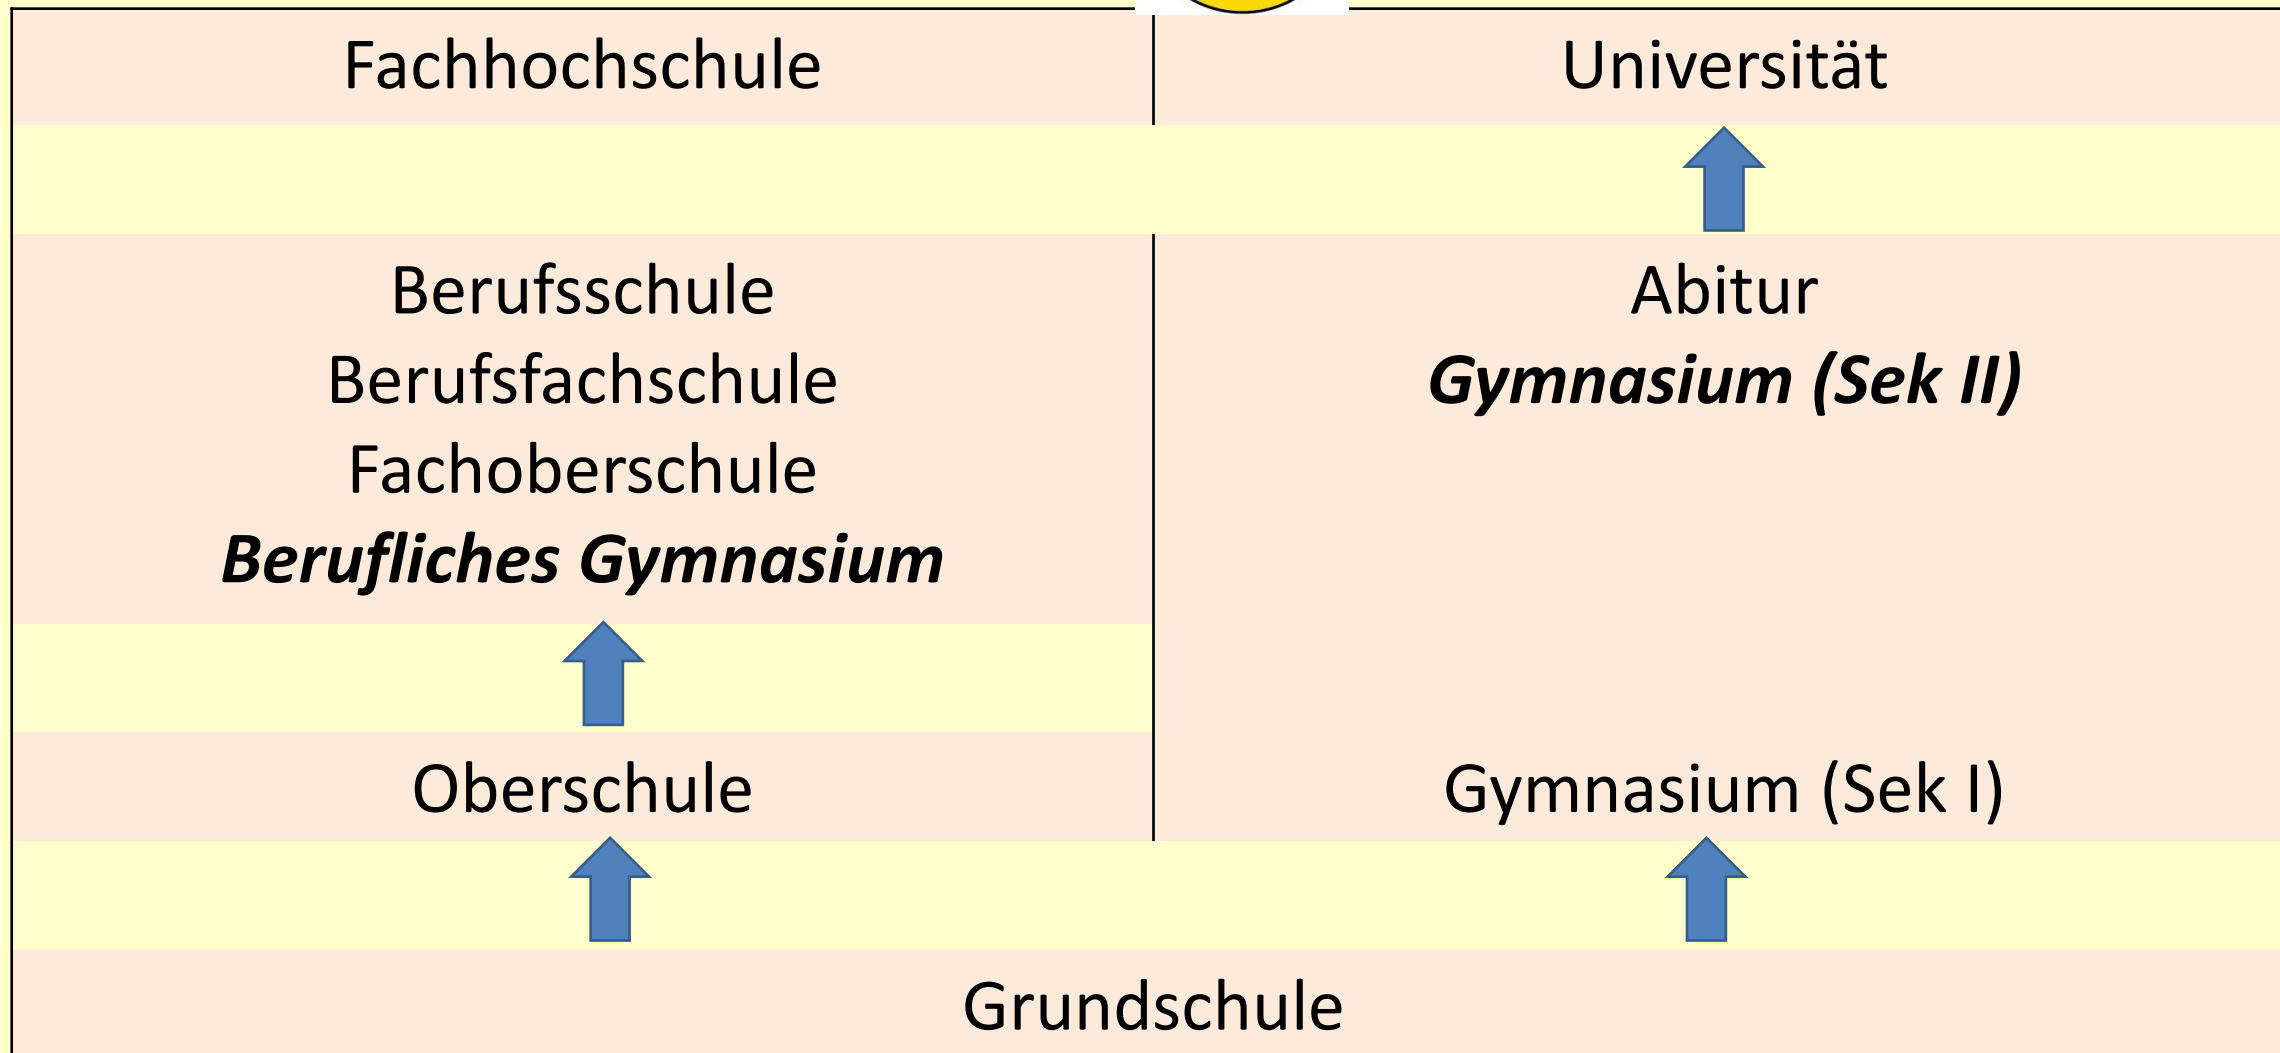 Fachhochschule
Universität
Berufsschule
Berufsfachschule
Fachoberschule
Berufliches Gymnasium
Abitur
Gymnasium (Sek II)
Oberschule
Gymnasium (Sek I)
Grundschule